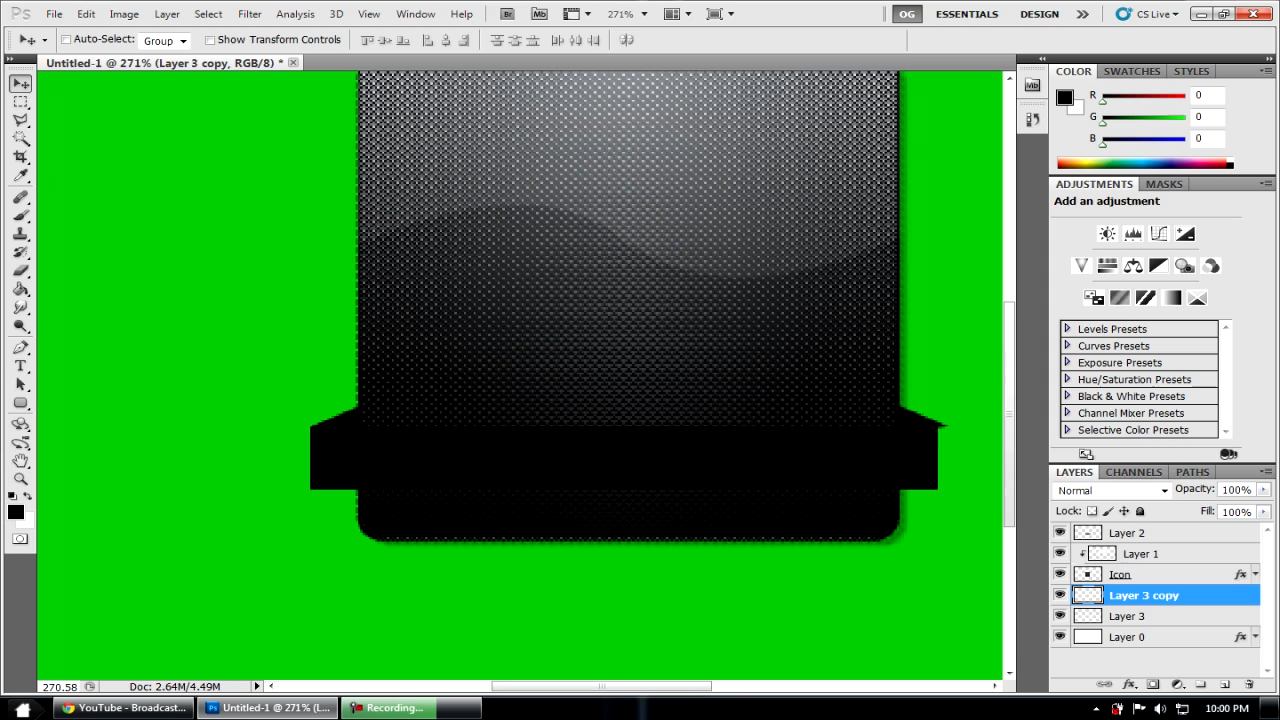 Ps File Edit Image Layer Select Filter Analysis 3D View Window Help Br Mb 271% OG ESSENTIALS DESIGN CS Live
Auto-Select: Group Show Transform Controls
Untitled-1 @ 271% (Layer 3 copy, RGB/8) *
Mb
COLOR SWATCHES STYLES
R 0
G 0
B 0
ADJUSTMENTS MASKS
Add an adjustment
Levels Presets
Curves Presets
Exposure Presets
Hue/Saturation Presets
Black & White Presets
Channel Mixer Presets
Selective Color Presets
LAYERS CHANNELS PATHS
Normal Opacity: 100%
Lock: Fill: 100%
Layer 2
Layer 1
Icon fx
Layer 3 copy
Layer 3
Layer 0 fx
270.58 Doc: 2.64M/4.49M
YouTube - Broadcast... Ps Untitled-1 @ 271% (L... Recording... 10:00 PM